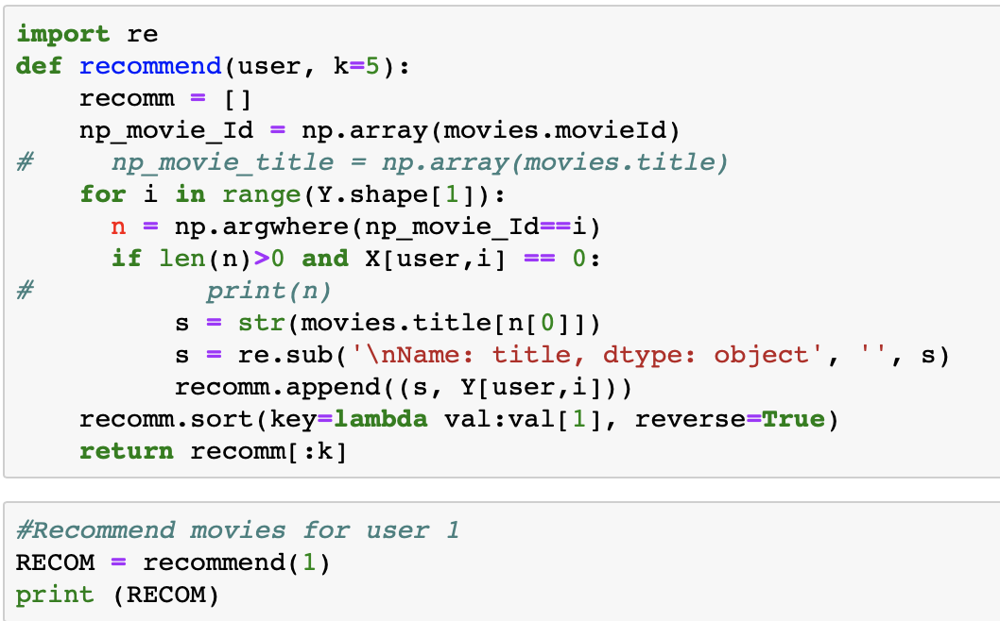 import re
def recommend(user, k=5):
    recomm = []
    np_movie_Id = np.array(movies.movieId)
#     np_movie_title = np.array(movies.title)
    for i in range(Y.shape[1]):
      n = np.argwhere(np_movie_Id==i)
      if len(n)>0 and X[user,i] == 0:
#           print(n)
          s = str(movies.title[n[0]])
          s = re.sub('\nName: title, dtype: object', '', s)
          recomm.append((s, Y[user,i]))
    recomm.sort(key=lambda val:val[1], reverse=True)
    return recomm[:k]
#Recommend movies for user 1
RECOM = recommend(1)
print (RECOM)